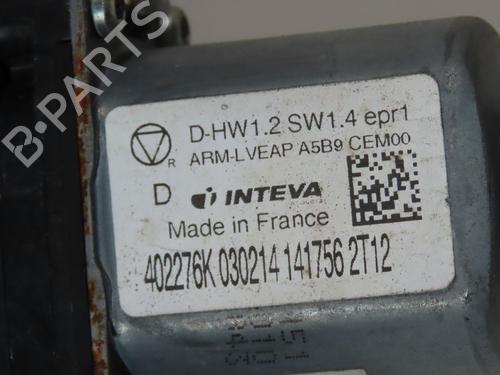 B-PARTS
D-HW1.2 SW1.4 epr1
R ARM-LVEAP A5B9 CEM00
D INTEVA
Made in France
402276K 030214 141756 2T12